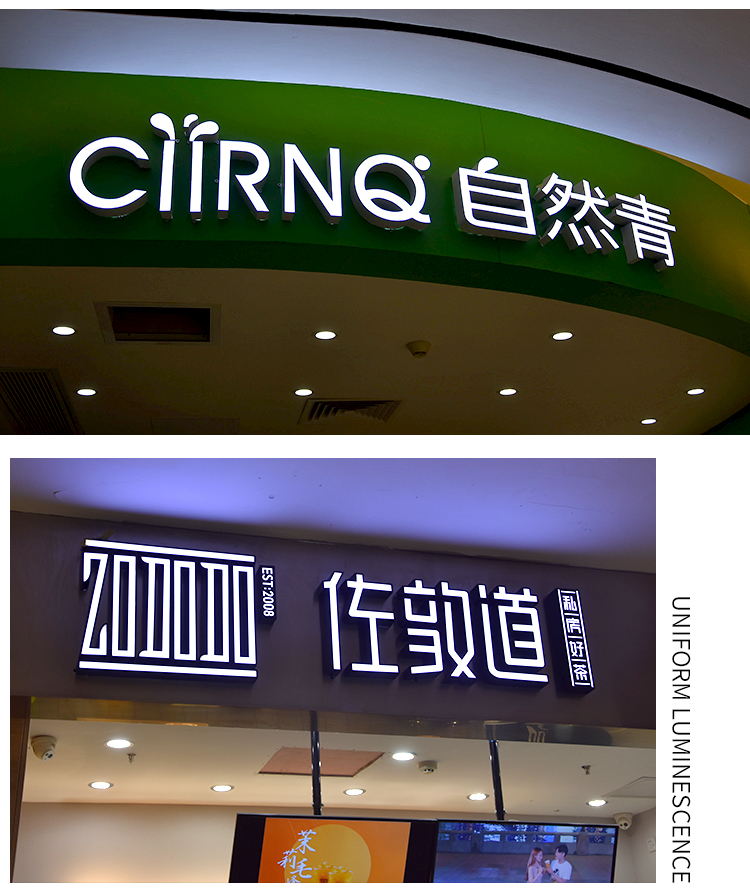 CIIRNQ 自然青
ZODODO
EST:2008
佐敦道
私房好茶
茉莉毛
UNIFORM LUMINESCENCE